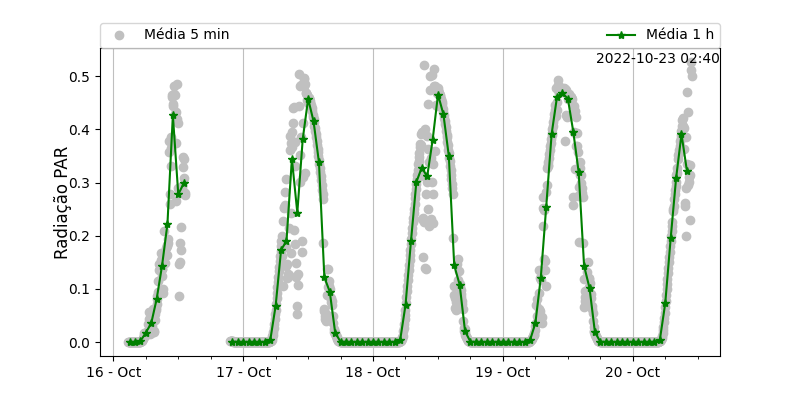 Média 5 min
Média 1 h
2022-10-23 02:40
Radiação PAR
0.5
0.4
0.3
0.2
0.1
0.0
16 - Oct
17 - Oct
18 - Oct
19 - Oct
20 - Oct